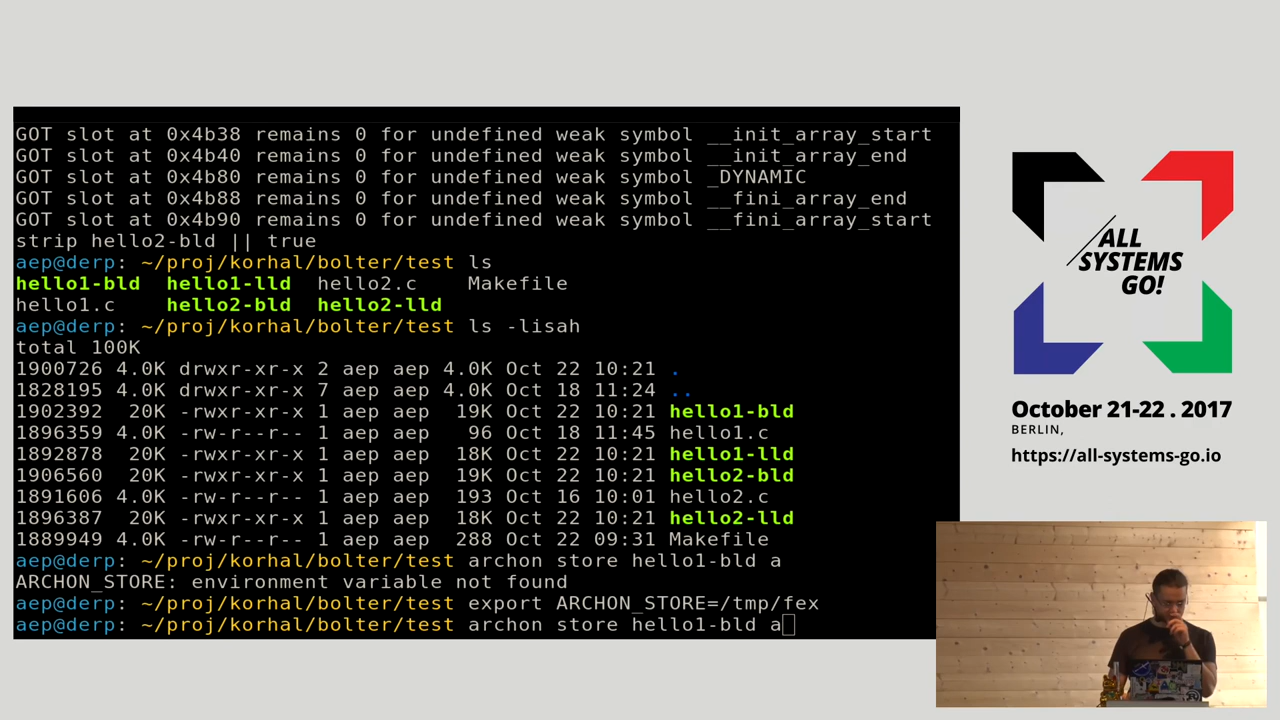 GOT slot at 0x4b38 remains 0 for undefined weak symbol __init_array_start
GOT slot at 0x4b40 remains 0 for undefined weak symbol __init_array_end
GOT slot at 0x4b80 remains 0 for undefined weak symbol _DYNAMIC
GOT slot at 0x4b88 remains 0 for undefined weak symbol __fini_array_end
GOT slot at 0x4b90 remains 0 for undefined weak symbol __fini_array_start
strip hello2-bld || true
aep@derp: ~/proj/korhal/bolter/test ls
hello1-bld hello1-lld hello2.c Makefile
hello1.c hello2-bld hello2-lld
aep@derp: ~/proj/korhal/bolter/test ls -lisah
total 100K
1900726 4.0K drwxr-xr-x 2 aep aep 4.0K Oct 22 10:21 .
1828195 4.0K drwxr-xr-x 7 aep aep 4.0K Oct 18 11:24 ..
1902392 20K -rwxr-xr-x 1 aep aep 19K Oct 22 10:21 hello1-bld
1896359 4.0K -rw-r--r-- 1 aep aep 96 Oct 18 11:45 hello1.c
1892878 20K -rwxr-xr-x 1 aep aep 18K Oct 22 10:21 hello1-lld
1906560 20K -rwxr-xr-x 1 aep aep 19K Oct 22 10:21 hello2-bld
1891606 4.0K -rw-r--r-- 1 aep aep 193 Oct 16 10:01 hello2.c
1896387 20K -rwxr-xr-x 1 aep aep 18K Oct 22 10:21 hello2-lld
1889949 4.0K -rw-r--r-- 1 aep aep 288 Oct 22 09:31 Makefile
aep@derp: ~/proj/korhal/bolter/test archon store hello1-bld a
ARCHON_STORE: environment variable not found
aep@derp: ~/proj/korhal/bolter/test export ARCHON_STORE=/tmp/fex
aep@derp: ~/proj/korhal/bolter/test archon store hello1-bld a
ALL
SYSTEMS
GO!
October 21-22 . 2017
BERLIN,
https://all-systems-go.io